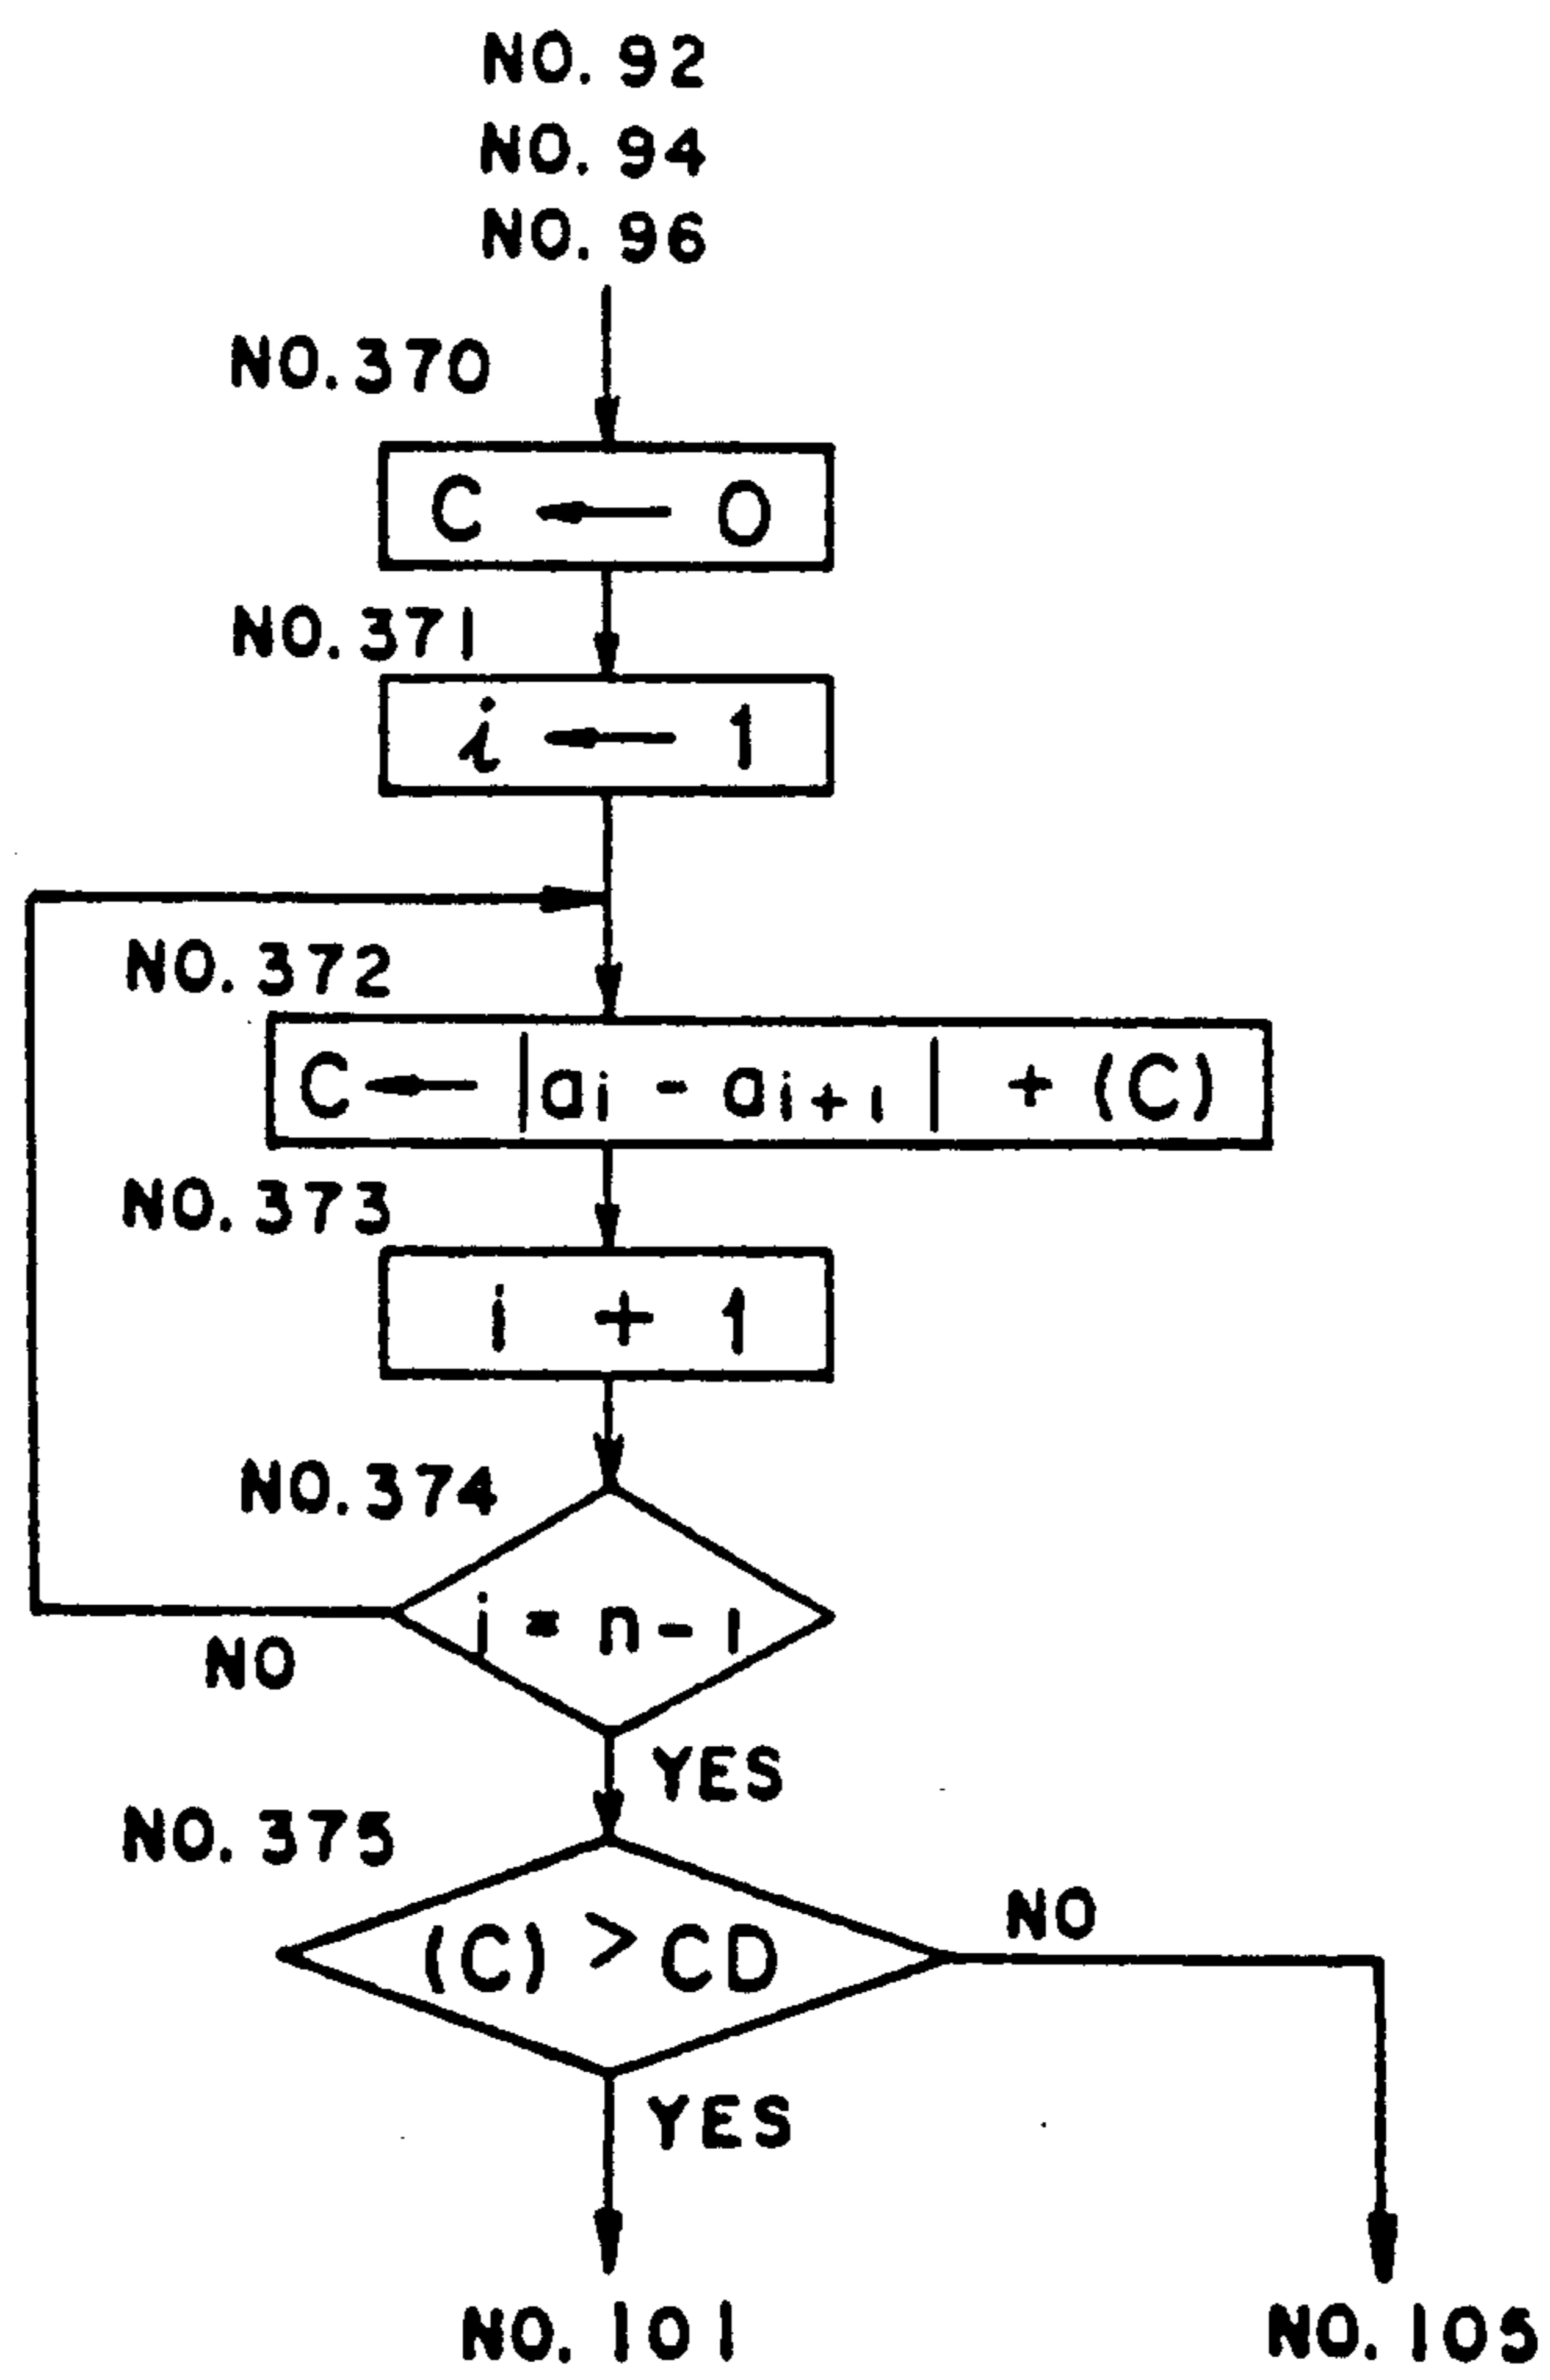 NO. 92
NO. 94
NO. 96
NO. 370
C ← O
NO. 371
i ← 1
NO. 372
C ← |ai - ai+1| + (C)
NO. 373
i + 1
NO. 374
i = n-1
NO
YES
NO. 375
(C) > CD
NO
YES
NO. 101
NO. 105